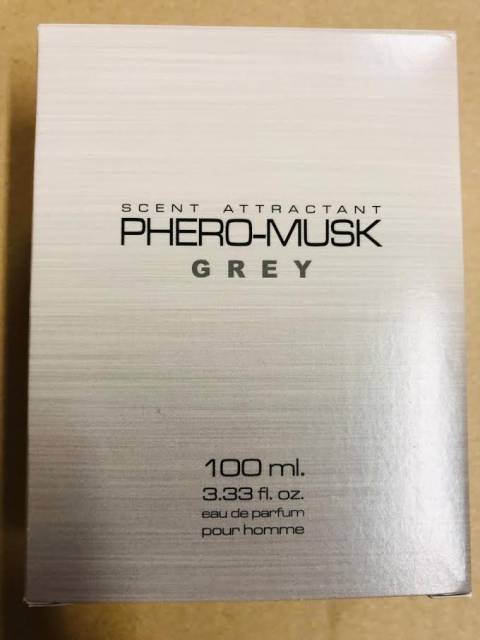 SCENT ATTRACTANT
PHERO-MUSK
GREY
100 ml.
3.33 fl. oz.
eau de parfum
pour homme